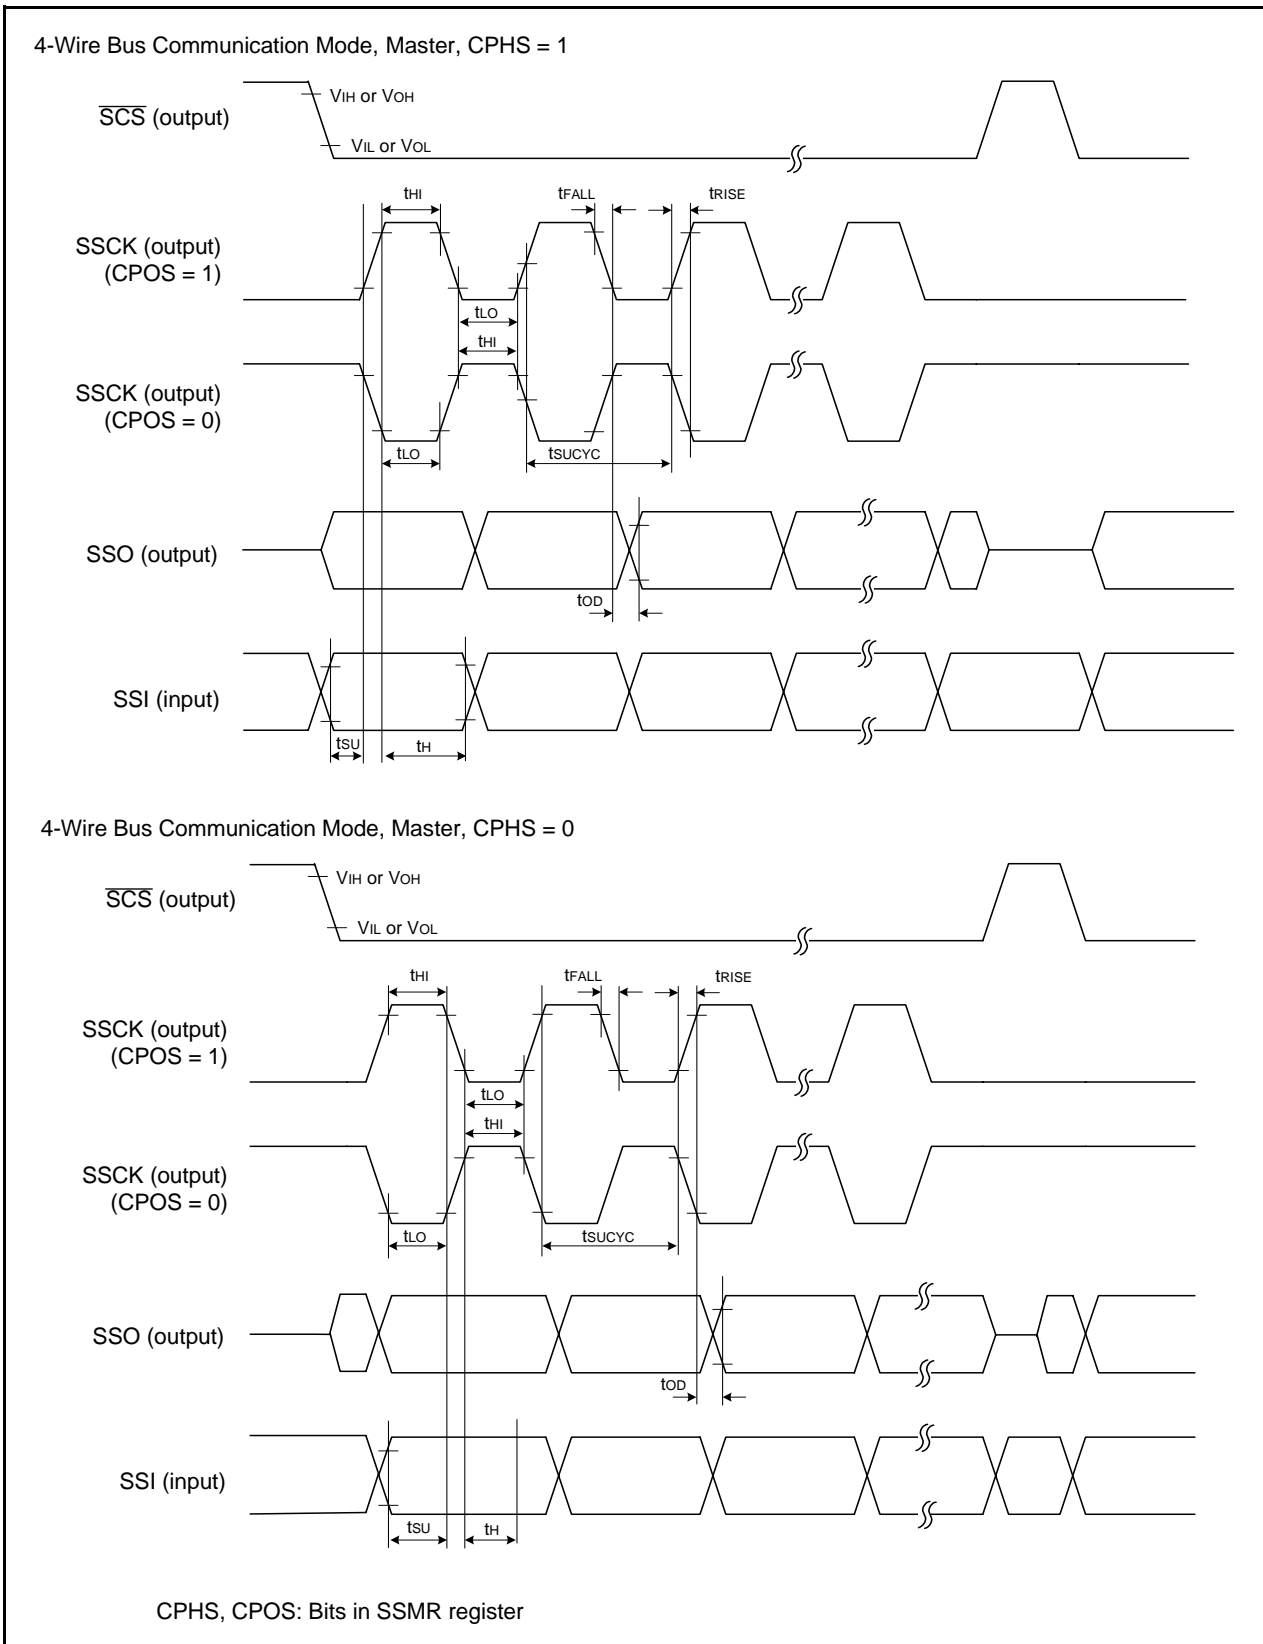 4-Wire Bus Communication Mode, Master, CPHS = 1
VIH or VOH
SCS (output)
VIL or VOL
tHI
tFALL
tRISE
SSCK (output)
(CPOS = 1)
tLO
tHI
SSCK (output)
(CPOS = 0)
tLO
tSUCYC
SSO (output)
tOD
SSI (input)
tSU
tH
4-Wire Bus Communication Mode, Master, CPHS = 0
VIH or VOH
SCS (output)
VIL or VOL
tHI
tFALL
tRISE
SSCK (output)
(CPOS = 1)
tLO
tHI
SSCK (output)
(CPOS = 0)
tLO
tSUCYC
SSO (output)
tOD
SSI (input)
tSU
tH
CPHS, CPOS: Bits in SSMR register